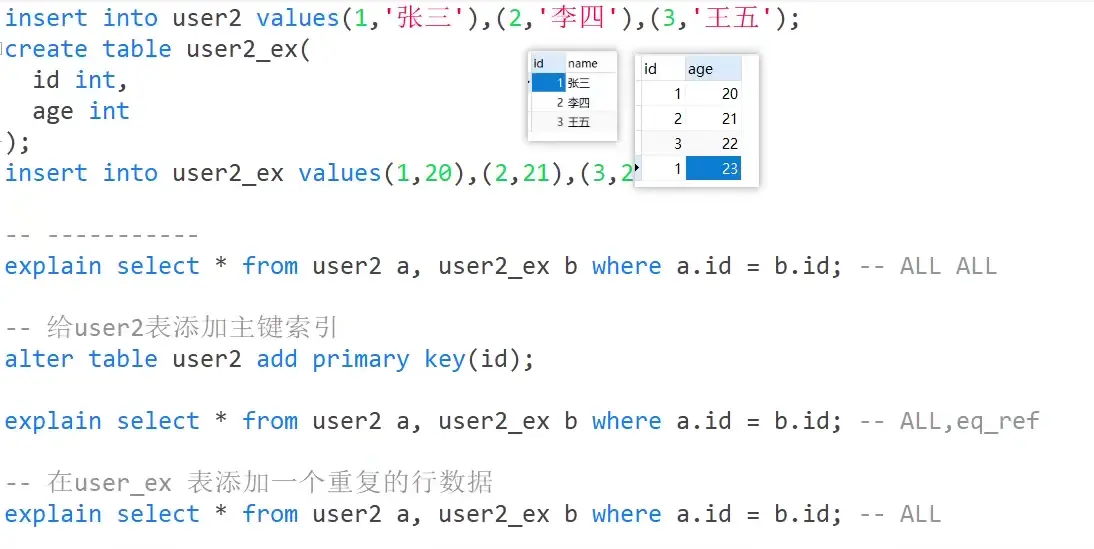 insert into user2 values(1,'张三'),(2,'李四'),(3,'王五');
create table user2_ex(
id int,
age int
);
insert into user2_ex values(1,20),(2,21),(3,2
id name
1 张三
2 李四
3 王五
id age
1 20
2 21
3 22
1 23
-- -----------
explain select * from user2 a, user2_ex b where a.id = b.id; -- ALL ALL
-- 给user2表添加主键索引
alter table user2 add primary key(id);
explain select * from user2 a, user2_ex b where a.id = b.id; -- ALL,eq_ref
-- 在user_ex 表添加一个重复的行数据
explain select * from user2 a, user2_ex b where a.id = b.id; -- ALL